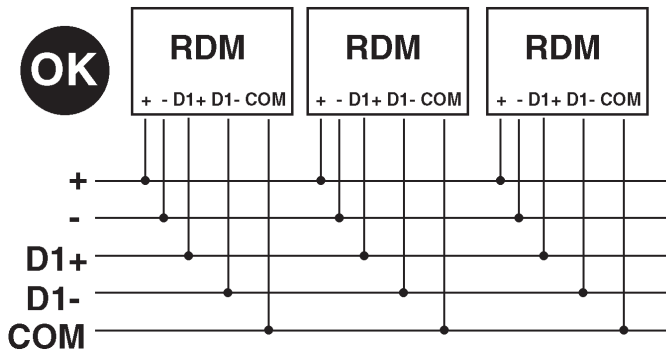 OK
RDM RDM RDM
+ - D1+ D1- COM + - D1+ D1- COM + - D1+ D1- COM
+
-
D1+
D1-
COM